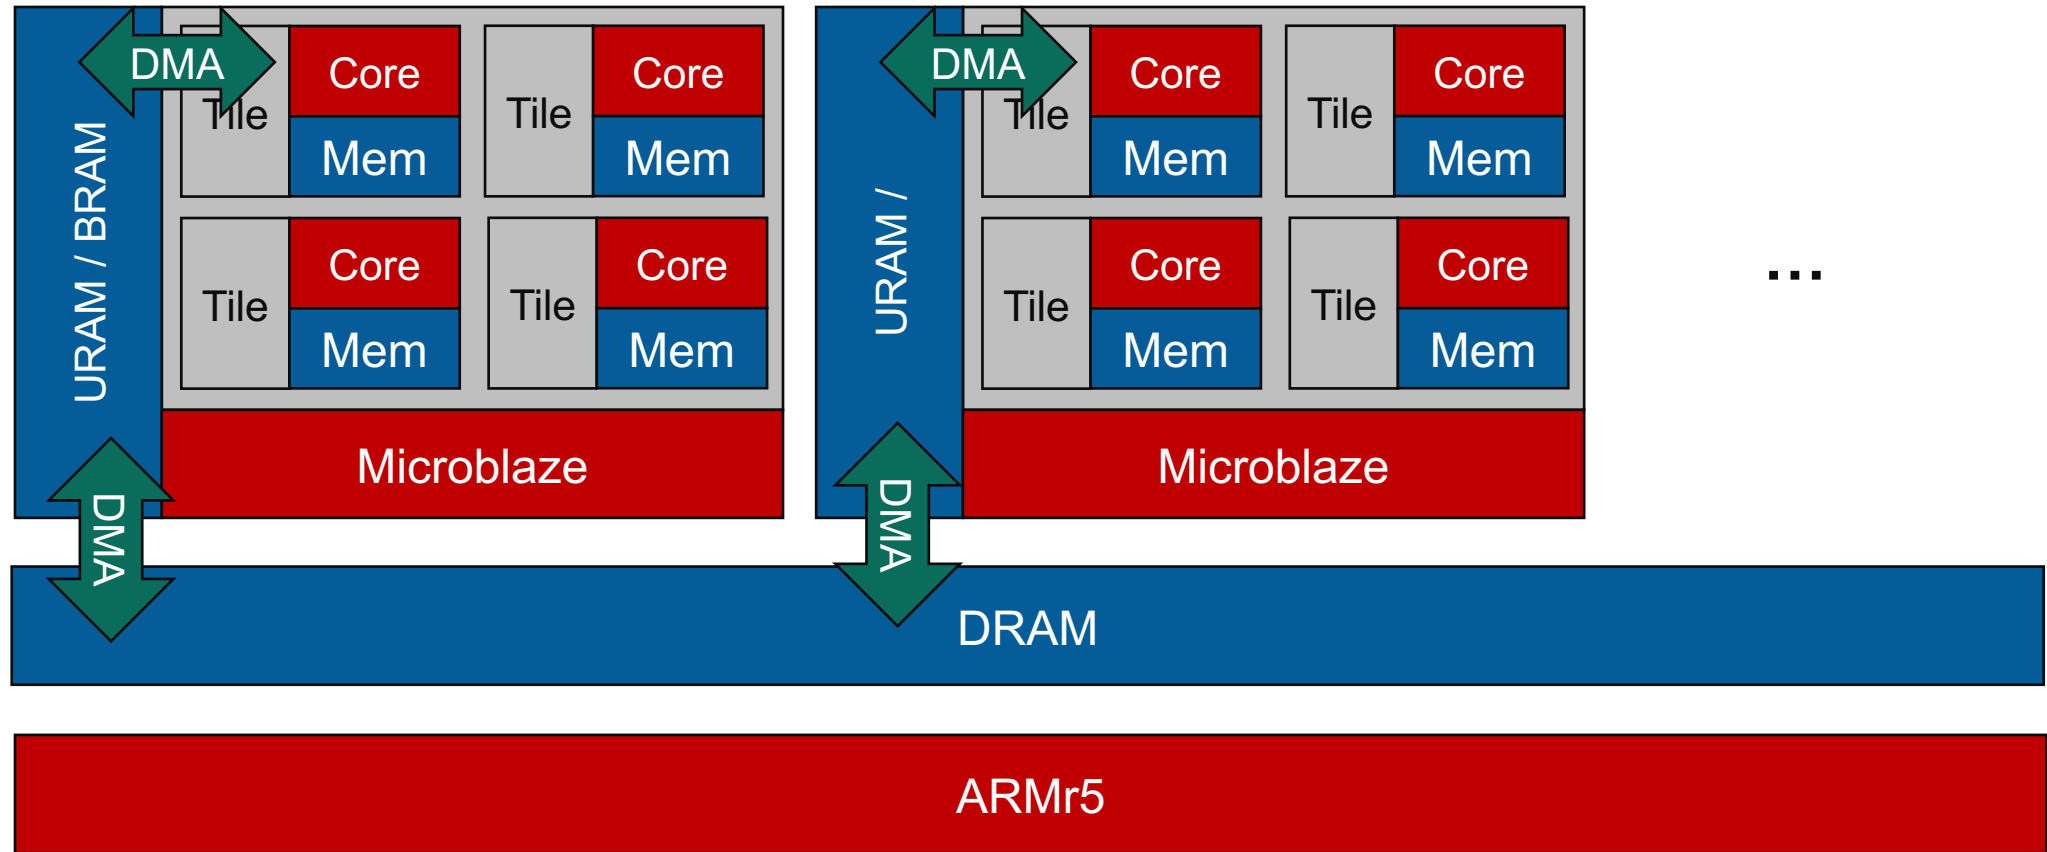 URAM / BRAM
DMA
Tile
Core
Mem
Tile
Core
Mem
Tile
Core
Mem
Tile
Core
Mem
Microblaze
DMA
URAM /
DMA
Tile
Core
Mem
Tile
Core
Mem
Tile
Core
Mem
Tile
Core
Mem
Microblaze
DMA
...
DRAM
ARMr5